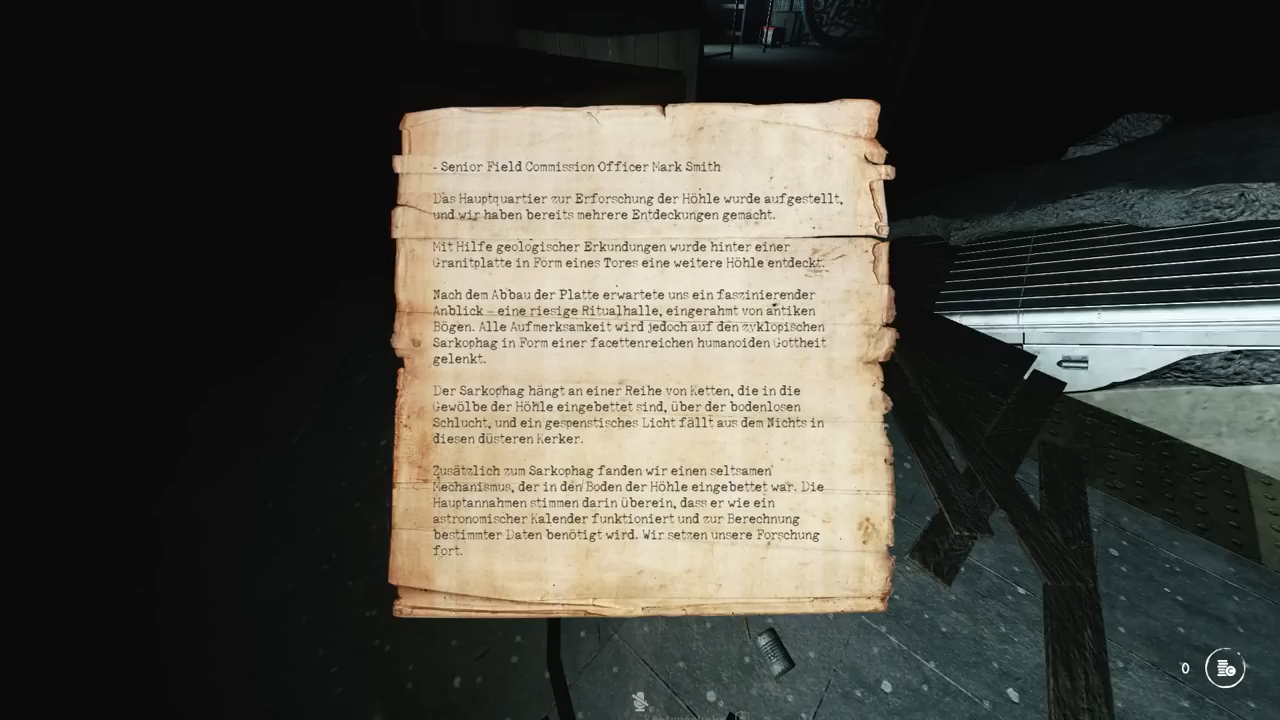 - Senior Field Commission Officer Mark Smith
Das Hauptquartier zur Erforschung der Höhle wurde aufgestellt,
und wir haben bereits mehrere Entdeckungen gemacht.
Mit Hilfe geologischer Erkundungen wurde hinter einer
Granitplatte in Form eines Tores eine weitere Höhle entdeckt.
Nach dem Abbau der Platte erwartete uns ein faszinierender
Anblick – eine riesige Ritualhalle, eingerahmt von antiken
Bögen. Alle Aufmerksamkeit wird jedoch auf den zyklopischen
Sarkophag in Form einer facettenreichen humanoiden Gottheit
gelenkt.
Der Sarkophag hängt an einer Reihe von Ketten, die in die
Gewölbe der Höhle eingebettet sind, über der bodenlosen
Schlucht, und ein gespenstisches Licht fällt aus dem Nichts in
diesen düsteren Kerker.
Zusätzlich zum Sarkophag fanden wir einen seltsamen
Mechanismus, der in den Boden der Höhle eingebettet war. Die
Hauptannahmen stimmen darin überein, dass er wie ein
astronomischer Kalender funktioniert und zur Berechnung
bestimmter Daten benötigt wird. Wir setzen unsere Forschung
fort.
0